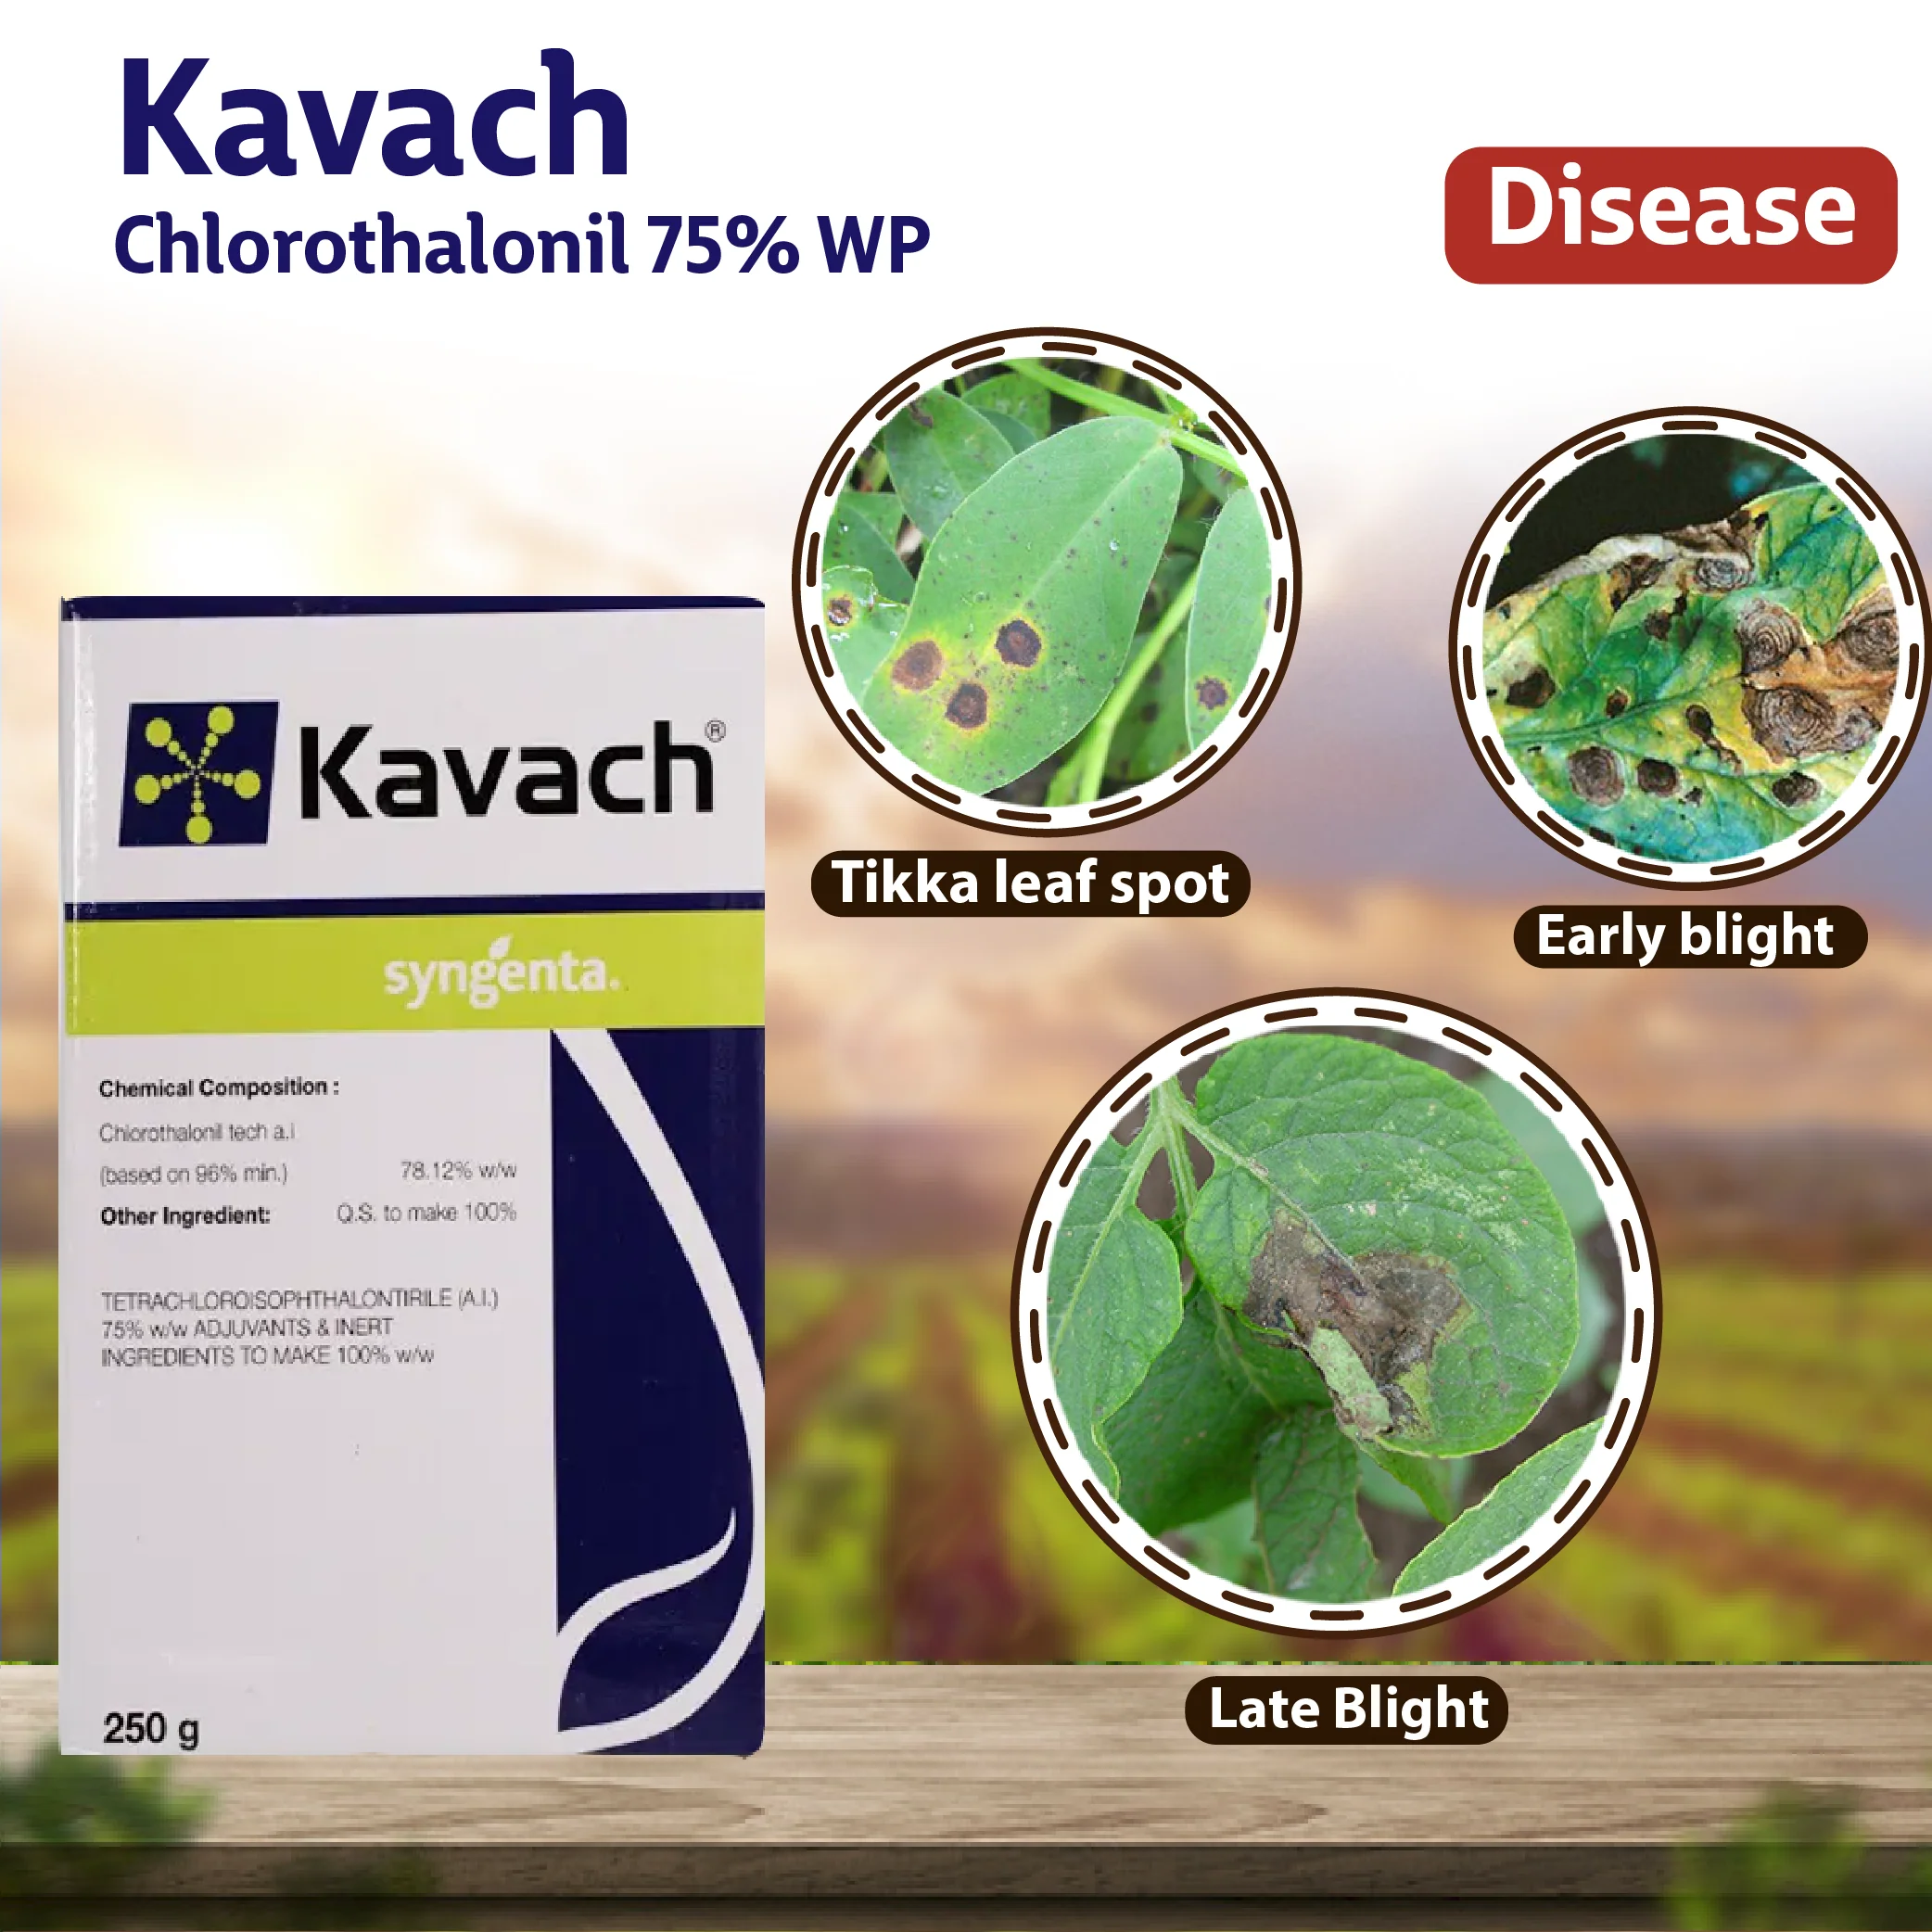 Kavach
Chlorothalonil 75% WP
Disease
Tikka leaf spot
Early blight
Late Blight
Kavach®
syngenta.
Chemical Composition :
Chlorothalonil tech a.i
(based on 96% min.) 78.12% w/w
Other Ingredient: Q.S. to make 100%
TETRACHLOROISOPHTHALONTIRILE (A.I.)
75% w/w ADJUVANTS & INERT
INGREDIENTS TO MAKE 100% w/w
250 g